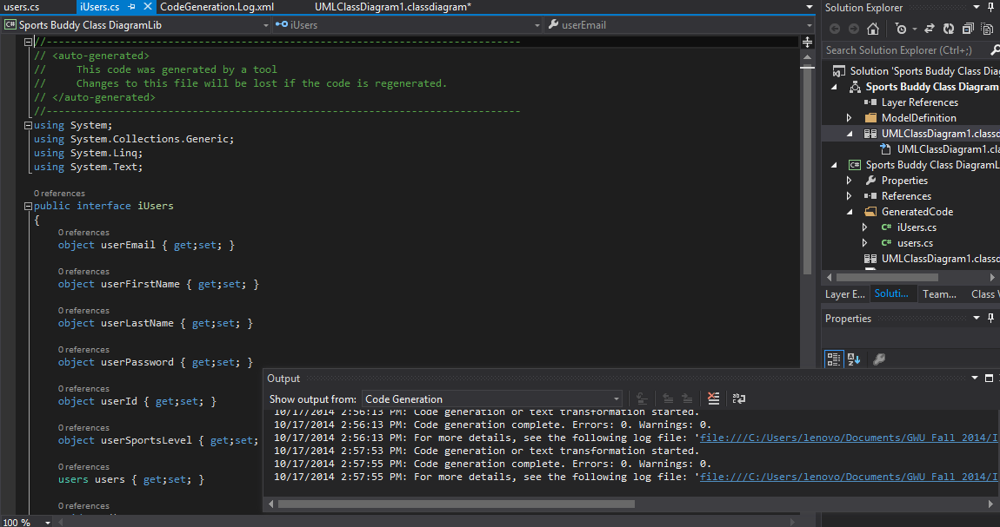 users.cs iUsers.cs CodeGeneration.Log.xml UMLClassDiagram1.classdiagram*
Sports Buddy Class DiagramLib iUsers userEmail
//------------------------------------------------------------------------------
// <auto-generated>
//     This code was generated by a tool
//     Changes to this file will be lost if the code is regenerated.
// </auto-generated>
//------------------------------------------------------------------------------
using System;
using System.Collections.Generic;
using System.Linq;
using System.Text;
0 references
public interface iUsers
{
0 references
object userEmail { get;set; }
0 references
object userFirstName { get;set; }
0 references
object userLastName { get;set; }
0 references
object userPassword { get;set; }
0 references
object userId { get;set; }
0 references
object userSportsLevel { get;set;
0 references
users users { get;set; }
0 references
100 %
Solution Explorer
Search Solution Explorer (Ctrl+;)
Solution 'Sports Buddy Class Dia
Sports Buddy Class Diagram
Layer References
ModelDefinition
UMLClassDiagram1.classd
UMLClassDiagram1.cla
Sports Buddy Class DiagramL
Properties
References
GeneratedCode
C# iUsers.cs
C# users.cs
UMLClassDiagram1.classd
Layer E... Soluti... Team... Class V
Properties
Output
Show output from: Code Generation
10/17/2014 2:56:13 PM: Code generation or text transformation started.
10/17/2014 2:56:13 PM: Code generation complete. Errors: 0. Warnings: 0.
10/17/2014 2:56:13 PM: For more details, see the following log file: 'file:///C:/Users/lenovo/Documents/GWU Fall 2014/I
10/17/2014 2:57:53 PM: Code generation or text transformation started.
10/17/2014 2:57:55 PM: Code generation complete. Errors: 0. Warnings: 0.
10/17/2014 2:57:55 PM: For more details, see the following log file: 'file:///C:/Users/lenovo/Documents/GWU Fall 2014/I